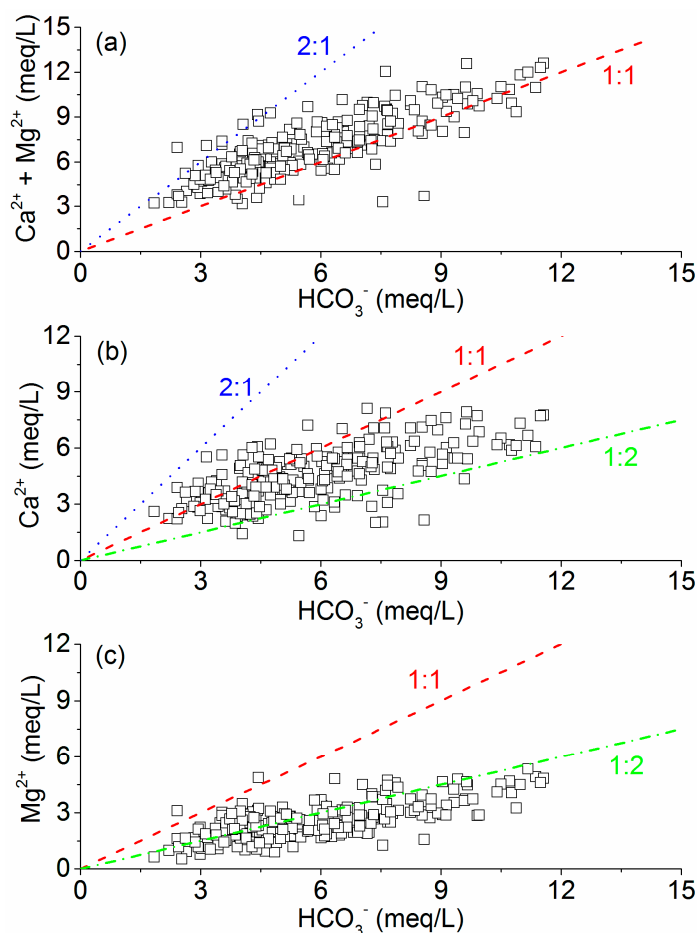 (a)
2:1
1:1
Ca²⁺ + Mg²⁺ (meq/L)
15
12
9
6
3
0
0 3 6 9 12 15
HCO₃⁻ (meq/L)
(b)
2:1
1:1
1:2
Ca²⁺ (meq/L)
12
9
6
3
0
0 3 6 9 12 15
HCO₃⁻ (meq/L)
(c)
1:1
1:2
Mg²⁺ (meq/L)
12
9
6
3
0
0 3 6 9 12 15
HCO₃⁻ (meq/L)